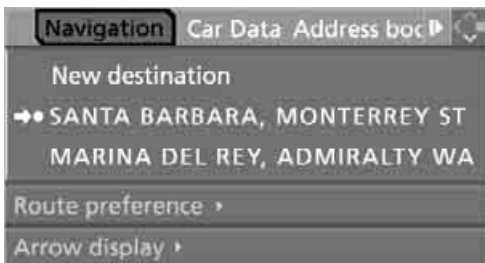 Navigation Car Data Address boc
New destination
SANTA BARBARA, MONTERREY ST
MARINA DEL REY, ADMIRALTY WA
Route preference
Arrow display